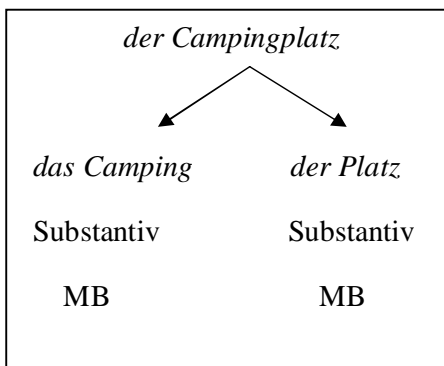 der Campingplatz
das Camping der Platz
Substantiv Substantiv
MB MB